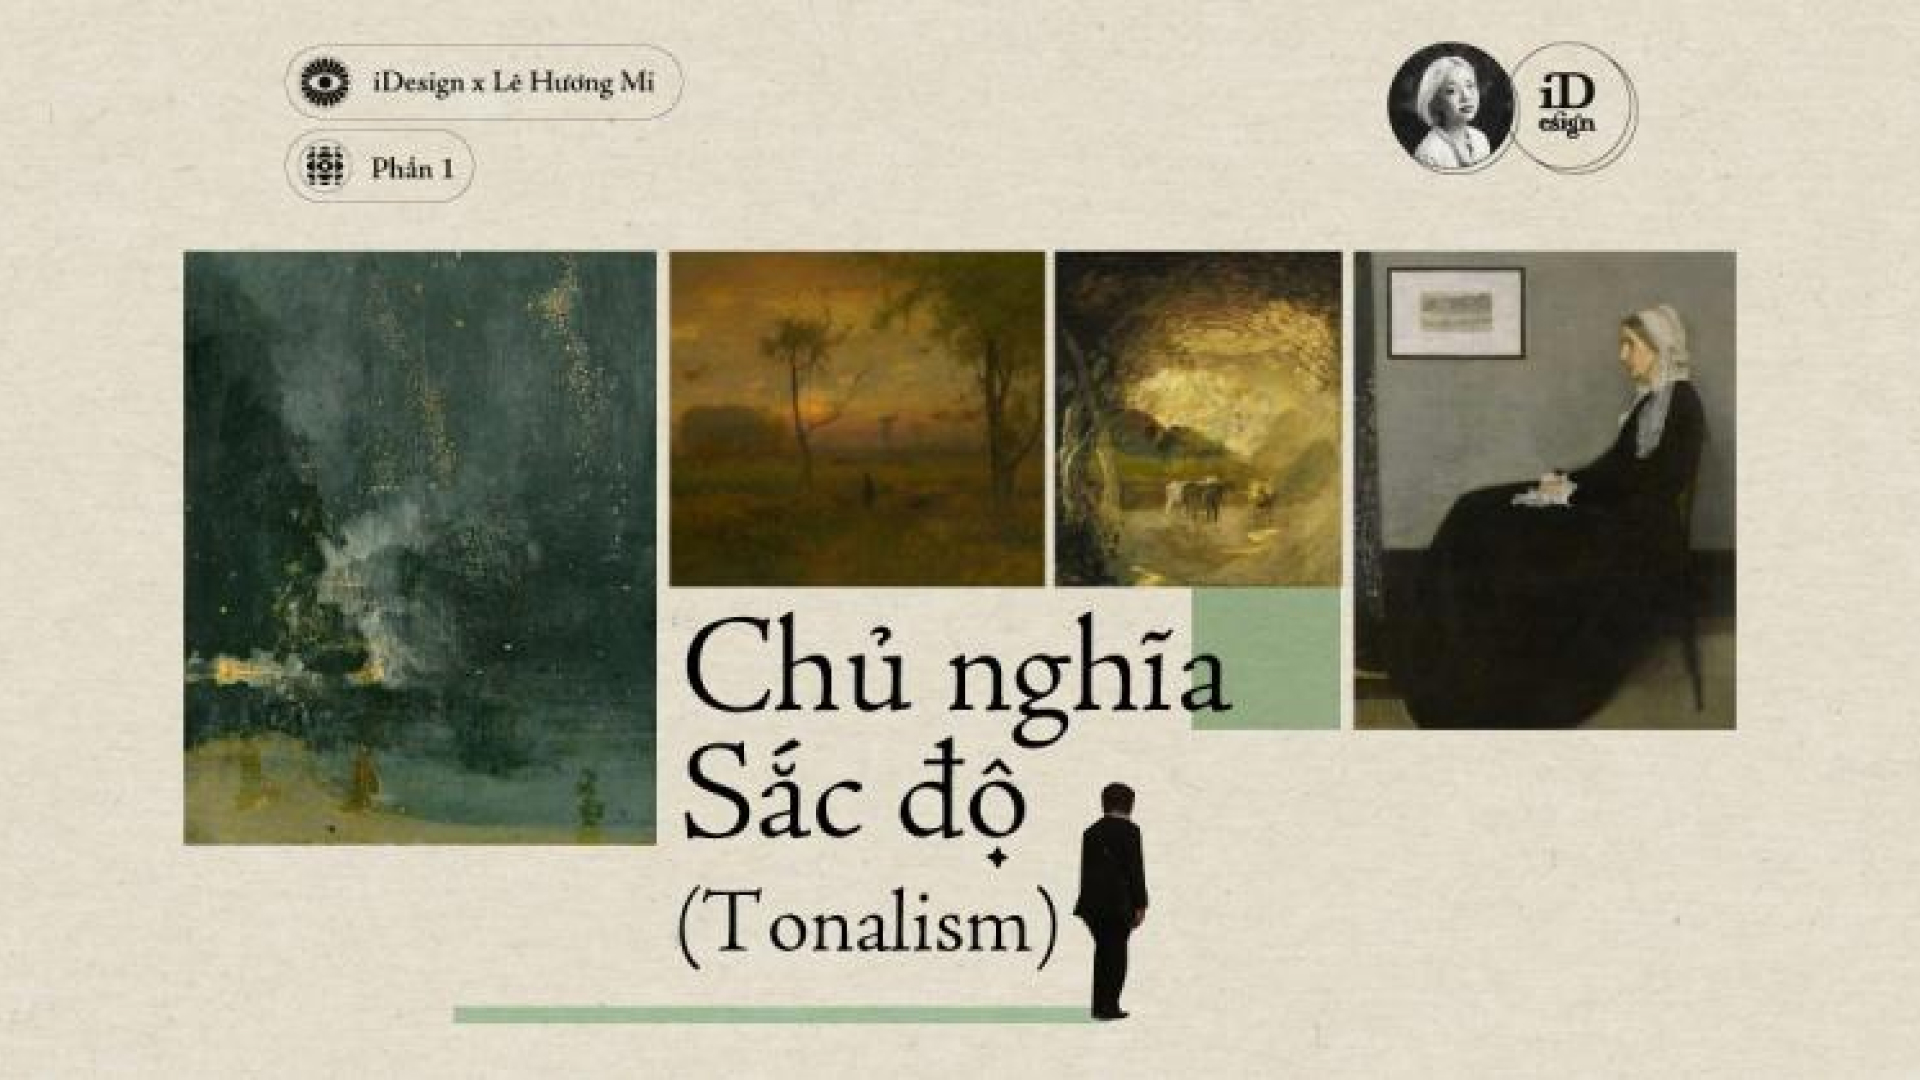 iDesign x Lê Hương Mi
Phần 1
iD
esign
Chủ nghĩa
Sắc độ
(Tonalism)